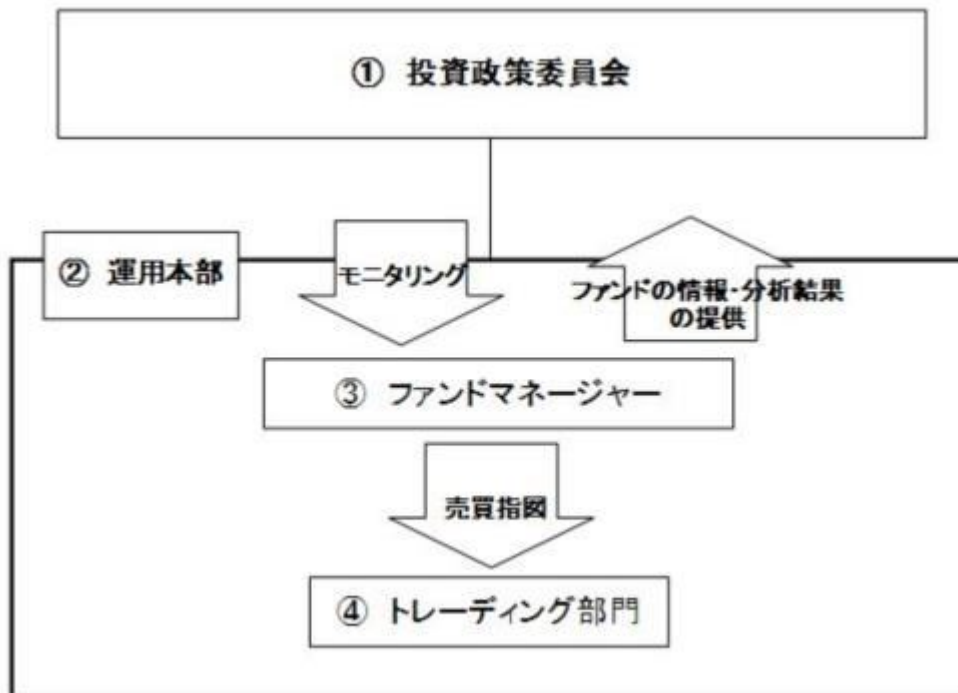 ① 投資政策委員会
② 運用本部
モニタリング
ファンドの情報・分析結果
の提供
③ ファンドマネージャー
売買指図
④ トレーディング部門